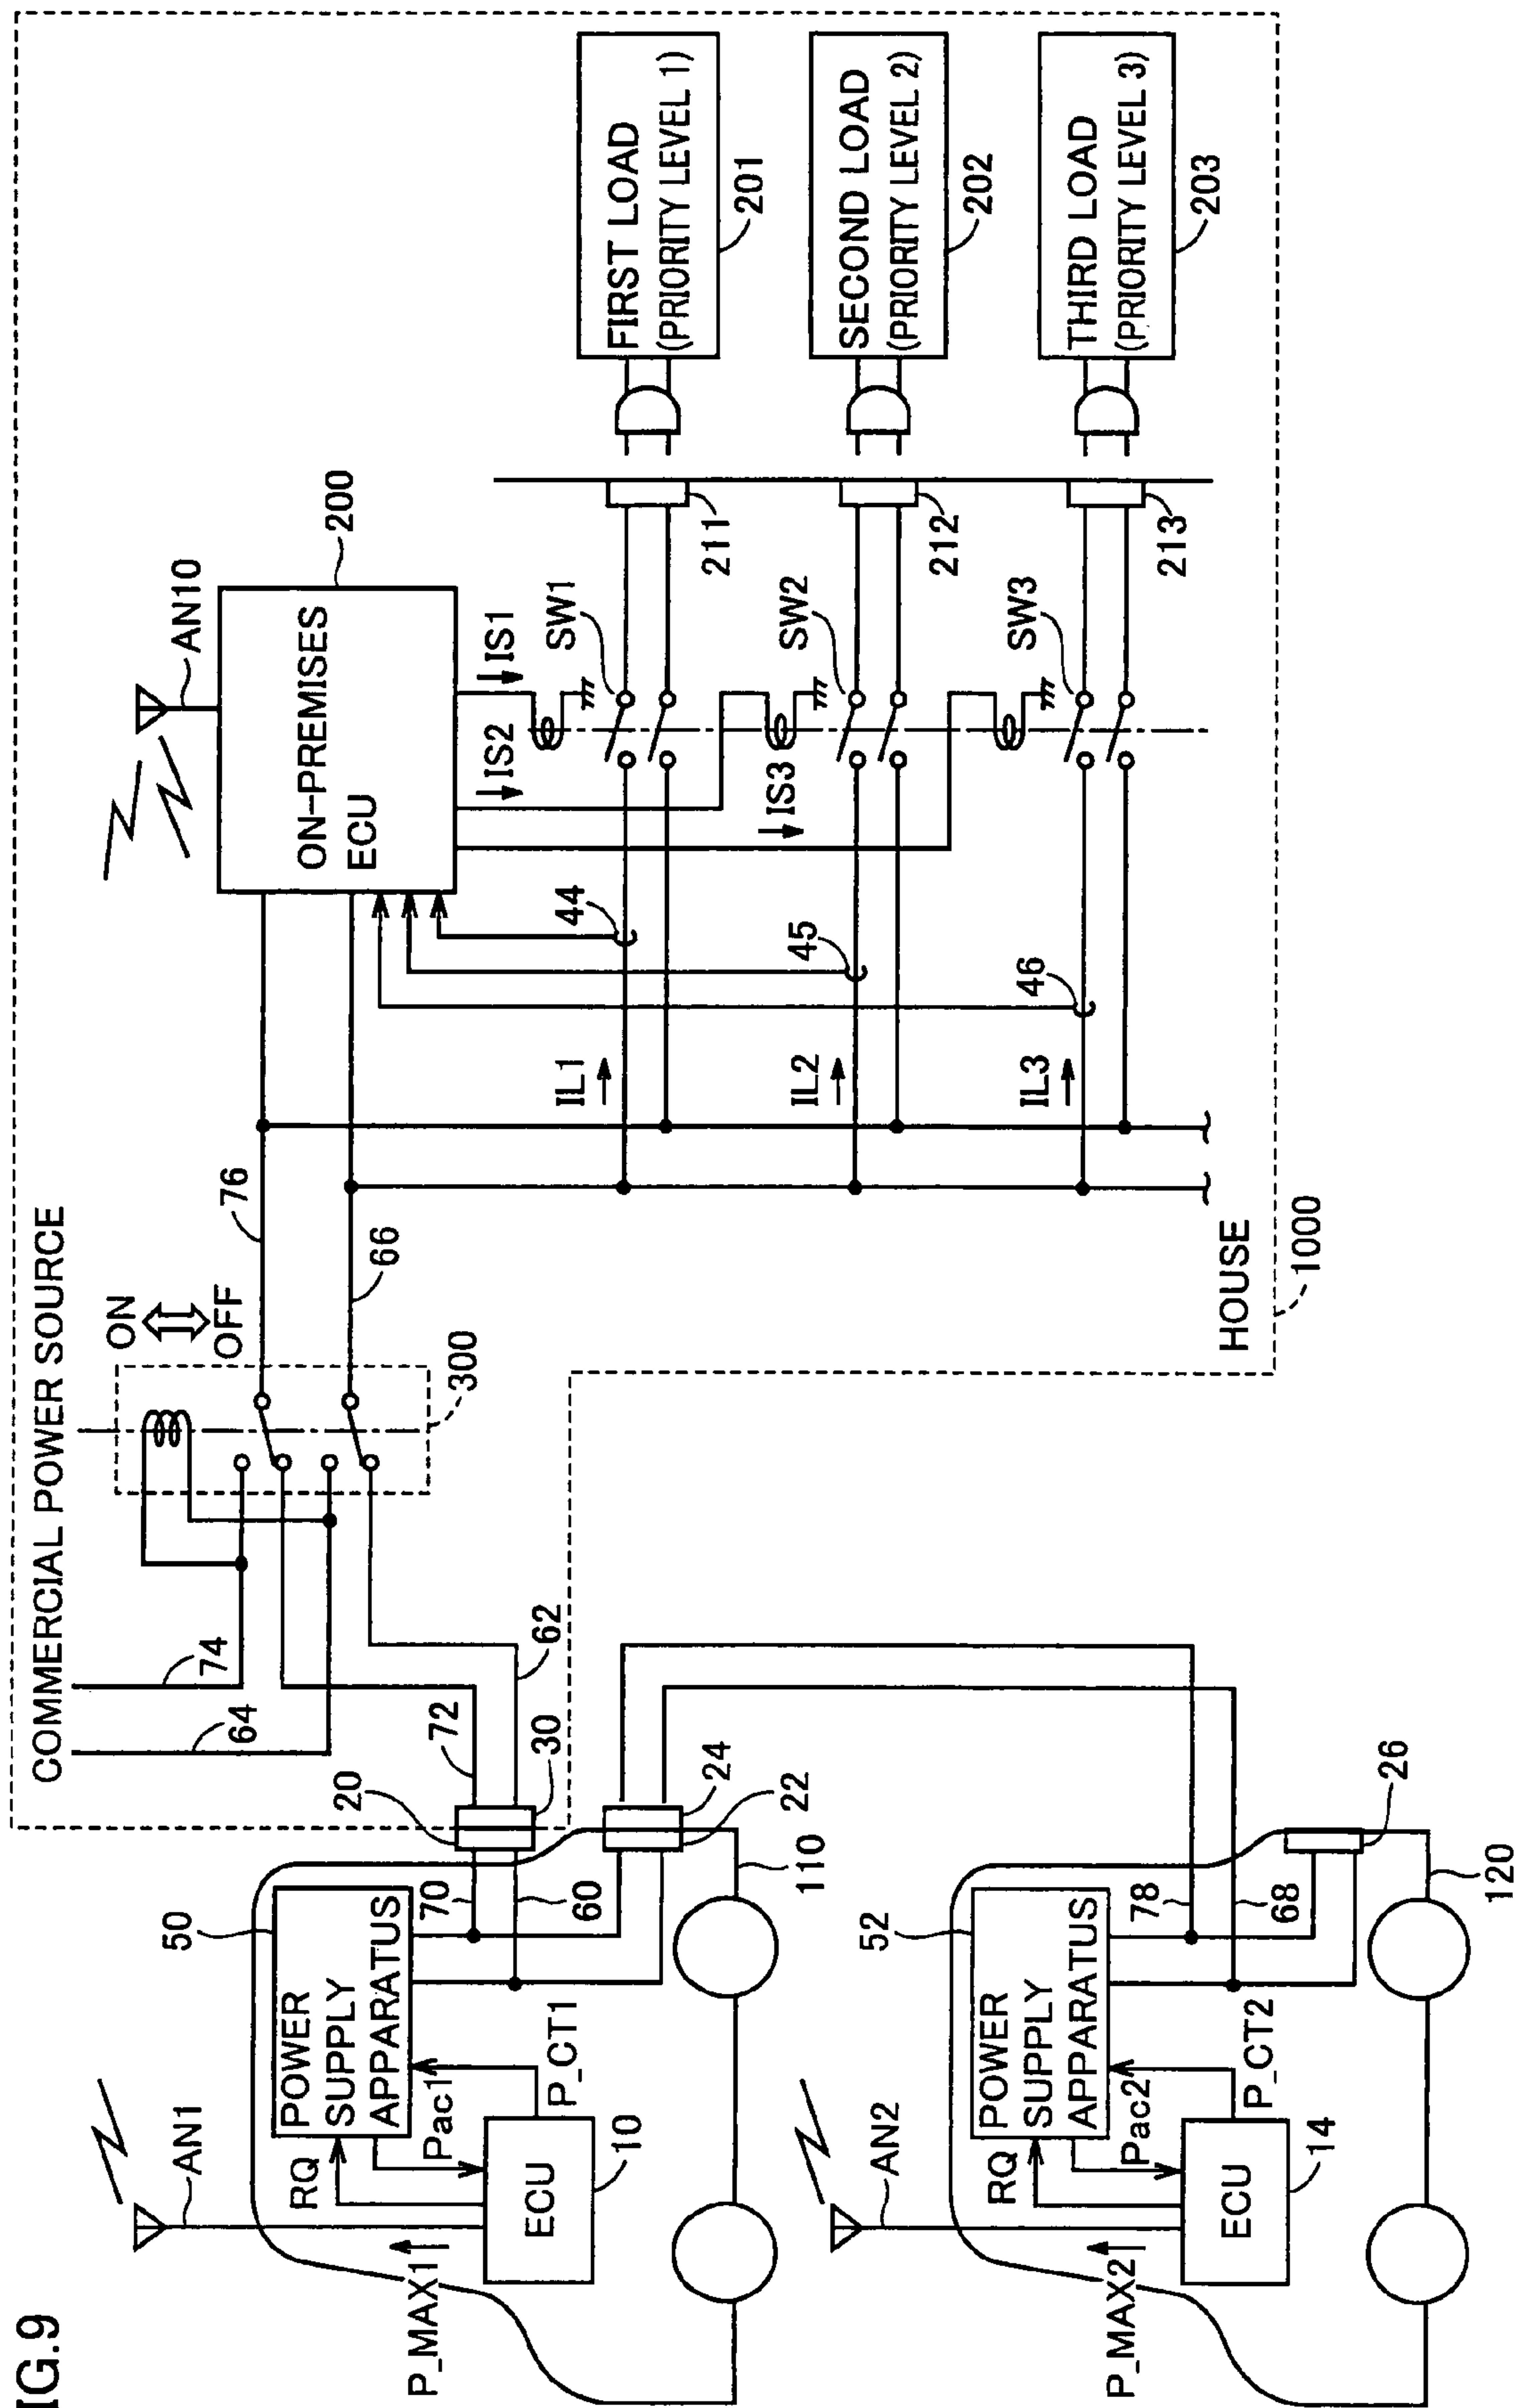 IG.9
COMMERCIAL POWER SOURCE
ON
OFF
300
74
64
76
66
72
62
20
30
24
22
70
60
50
POWER
SUPPLY
APPARATUS
RQ
Pac1
P_CT1
ECU
10
AN1
P_MAX1
110
AN10
200
ON-PREMISES
ECU
IS1
IS2
IS3
SW1
SW2
SW3
44
45
46
IL1
IL2
IL3
211
212
213
FIRST LOAD
(PRIORITY LEVEL 1)
201
SECOND LOAD
(PRIORITY LEVEL 2)
202
THIRD LOAD
(PRIORITY LEVEL 3)
203
HOUSE
1000
52
POWER
SUPPLY
APPARATUS
RQ
Pac2
P_CT2
ECU
14
AN2
P_MAX2
78
68
26
120